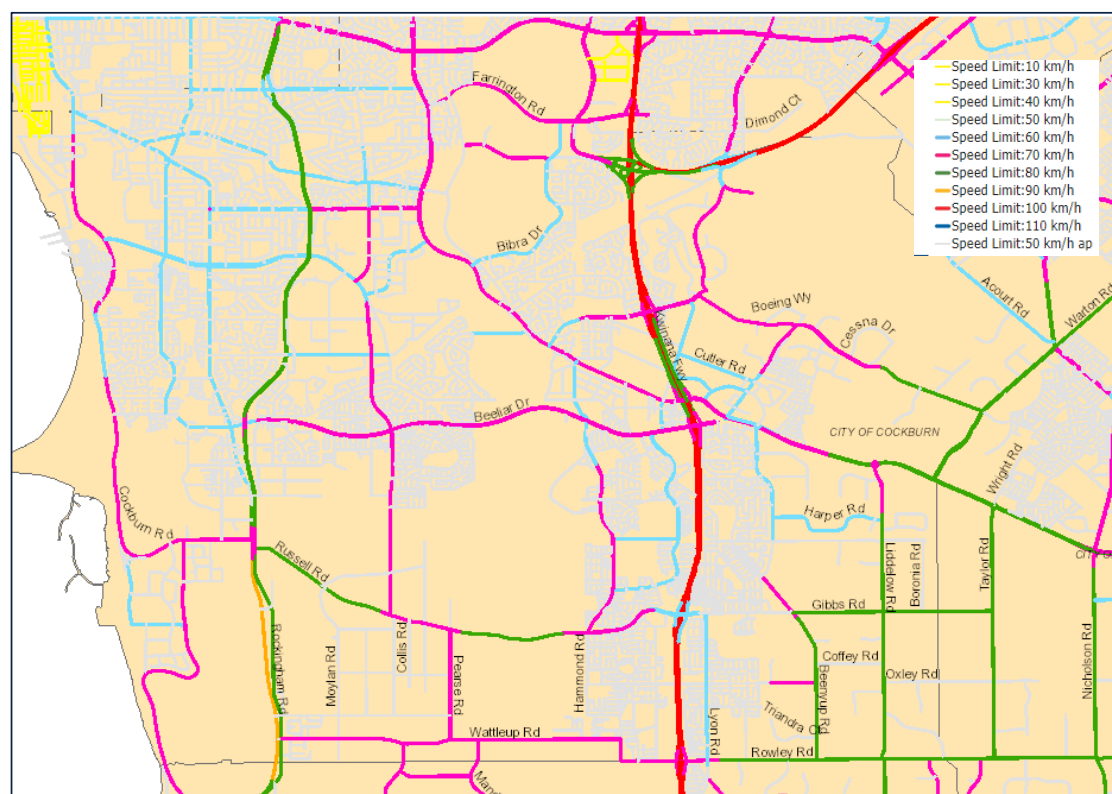 Speed Limit:10 km/h
Speed Limit:30 km/h
Speed Limit:40 km/h
Speed Limit:50 km/h
Speed Limit:60 km/h
Speed Limit:70 km/h
Speed Limit:80 km/h
Speed Limit:90 km/h
Speed Limit:100 km/h
Speed Limit:110 km/h
Speed Limit:50 km/h ap
Farrington Rd
Dimond Ct
Bibra Dr
Acourt Rd
Warton Rd
Boeing Wy
Cessna Dr
Kwinana Fwy
Cutler Rd
Beeliar Dr
CITY OF COCKBURN
Wright Rd
Cockburn Rd
Harper Rd
Russell Rd
Liddelow Rd
Boronia Rd
Taylor Rd
CITY O
Gibbs Rd
Rockingham Rd
Moylan Rd
Collis Rd
Pearse Rd
Hammond Rd
Coffey Rd
Beenyup Rd
Oxley Rd
Nicholson Rd
Triandra
Lyon Rd
Wattleup Rd
Rowley Rd